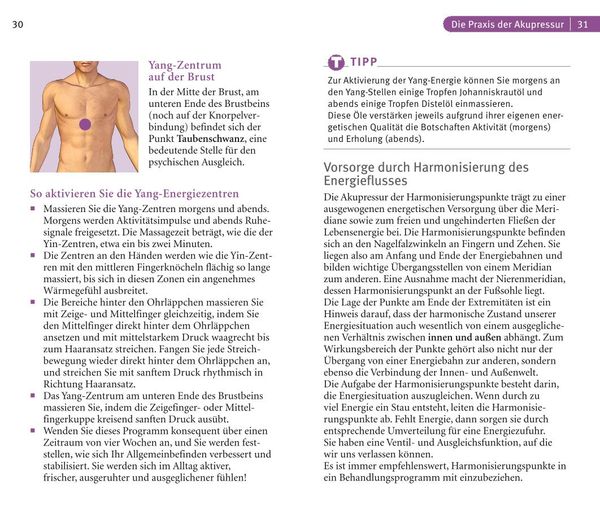 30
Yang-Zentrum
auf der Brust
In der Mitte der Brust, am
unteren Ende des Brustbeins
(noch auf der Knorpelver-
bindung) befindet sich der
Punkt Taubenschwanz, eine
bedeutende Stelle für den
psychischen Ausgleich.
So aktivieren Sie die Yang-Energiezentren
■ Massieren Sie die Yang-Zentren morgens und abends.
Morgens werden Aktivitätsimpulse und abends Ruhe-
signale freigesetzt. Die Massagezeit beträgt, wie die der
Yin-Zentren, etwa ein bis zwei Minuten.
■ Die Zentren an den Händen werden wie die Yin-Zent-
ren mit den mittleren Fingerknöcheln flächig so lange
massiert, bis sich in diesen Zonen ein angenehmes
Wärmegefühl ausbreitet.
■ Die Bereiche hinter den Ohrläppchen massieren Sie
mit Zeige- und Mittelfinger gleichzeitig, indem Sie
den Mittelfinger direkt hinter dem Ohrläppchen
ansetzen und mit mittelstarkem Druck waagrecht bis
zum Haaransatz streichen. Fangen Sie jede Streich-
bewegung wieder direkt hinter dem Ohrläppchen an,
und streichen Sie mit sanftem Druck rhythmisch in
Richtung Haaransatz.
■ Das Yang-Zentrum am unteren Ende des Brustbeins
massieren Sie, indem die Zeigefinger- oder Mittel-
fingerkuppe kreisend sanften Druck ausübt.
■ Wenden Sie dieses Programm konsequent über einen
Zeitraum von vier Wochen an, und Sie werden fest-
stellen, wie sich Ihr Allgemeinbefinden verbessert und
stabilisiert. Sie werden sich im Alltag aktiver,
frischer, ausgeruhter und ausgeglichener fühlen!
Die Praxis der Akupressur | 31
T TIPP
Zur Aktivierung der Yang-Energie können Sie morgens an
den Yang-Stellen einige Tropfen Johanniskrautöl und
abends einige Tropfen Distelöl einmassieren.
Diese Öle verstärken jeweils aufgrund ihrer eigenen ener-
getischen Qualität die Botschaften Aktivität (morgens)
und Erholung (abends).
Vorsorge durch Harmonisierung des
Energieflusses
Die Akupressur der Harmonisierungspunkte trägt zu einer
ausgewogenen energetischen Versorgung über die Meri-
diane sowie zum freien und ungehinderten Fließen der
Lebensenergie bei. Die Harmonisierungspunkte befinden
sich an den Nagelfalzwinkeln an Fingern und Zehen. Sie
liegen also am Anfang und Ende der Energiebahnen und
bilden wichtige Übergangsstellen von einem Meridian
zum anderen. Eine Ausnahme macht der Nierenmeridian,
dessen Harmonisierungspunkt an der Fußsohle liegt.
Die Lage der Punkte am Ende der Extremitäten ist ein
Hinweis darauf, dass der harmonische Zustand unserer
Energiesituation auch wesentlich von einem ausgegliche-
nen Verhältnis zwischen innen und außen abhängt. Zum
Wirkungsbereich der Punkte gehört also nicht nur der
Übergang von einer Energiebahn zur anderen, sondern
ebenso die Verbindung der Innen- und Außenwelt.
Die Aufgabe der Harmonisierungspunkte besteht darin,
die Energiesituation auszugleichen. Wenn durch zu
viel Energie ein Stau entsteht, leiten die Harmonisie-
rungspunkte ab. Fehlt Energie, dann sorgen sie durch
entsprechende Umverteilung für eine Energiezufuhr.
Sie haben eine Ventil- und Ausgleichsfunktion, auf die
wir uns verlassen können.
Es ist immer empfehlenswert, Harmonisierungspunkte in
ein Behandlungsprogramm mit einzubeziehen.